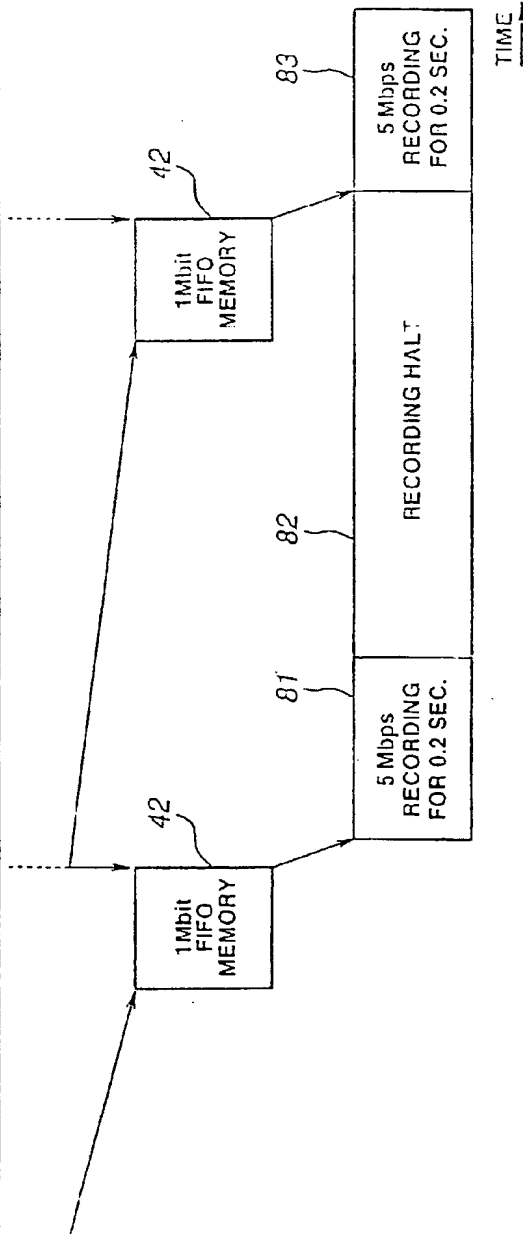 42
1Mbit
FIFO
MEMORY
42
1Mbit
FIFO
MEMORY
81
5 Mbps
RECORDING
FOR 0.2 SEC.
82
RECORDING HALT
83
5 Mbps
RECORDING
FOR 0.2 SEC.
TIME